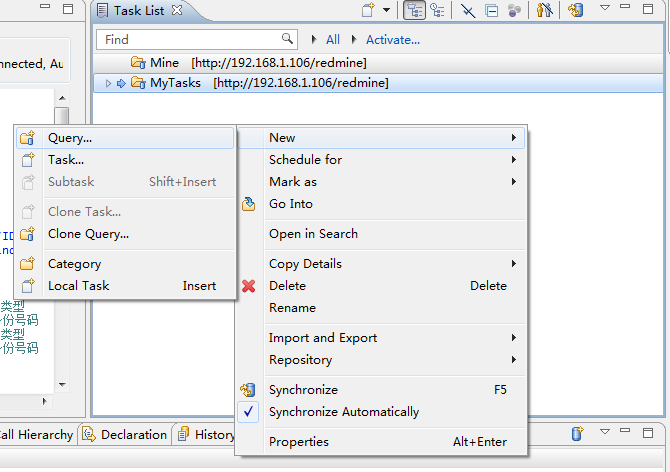 Task List
nnected, Au
Find
All
Activate...
Mine [http://192.168.1.106/redmine]
MyTasks [http://192.168.1.106/redmine]
Query...
Task...
Subtask Shift+Insert
Clone Task...
Clone Query...
Category
Local Task Insert
New
Schedule for
Mark as
Go Into
Open in Search
Copy Details
Delete Delete
Rename
Import and Export
Repository
Synchronize F5
Synchronize Automatically
Properties Alt+Enter
类型
份号码
类型
份号码
all Hierarchy
Declaration
History